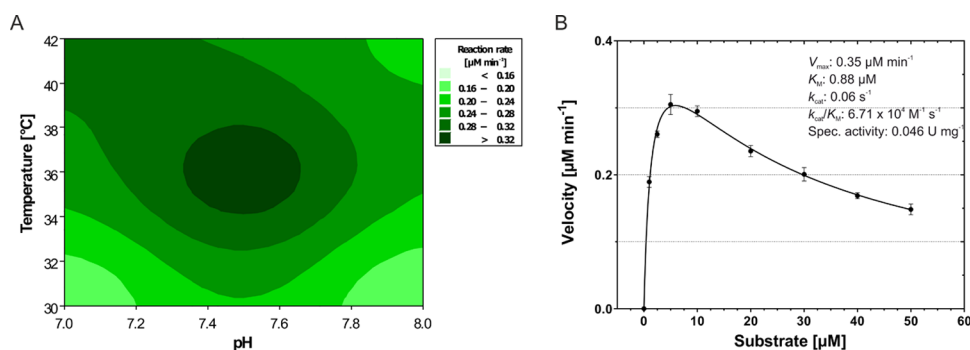 A
Temperature [°C]
42
40
38
36
34
32
30
7.0 7.2 7.4 7.6 7.8 8.0
pH
Reaction rate
[µM min⁻¹]
< 0.16
0.16 – 0.20
0.20 – 0.24
0.24 – 0.28
0.28 – 0.32
> 0.32
B
Velocity [µM min⁻¹]
0.4
0.2
0.0
0 10 20 30 40 50 60
Substrate [µM]
Vmax: 0.35 µM min⁻¹
KM: 0.88 µM
kcat: 0.06 s⁻¹
kcat/KM: 6.71 x 10⁴ M⁻¹ s⁻¹
Spec. activity: 0.046 U mg⁻¹